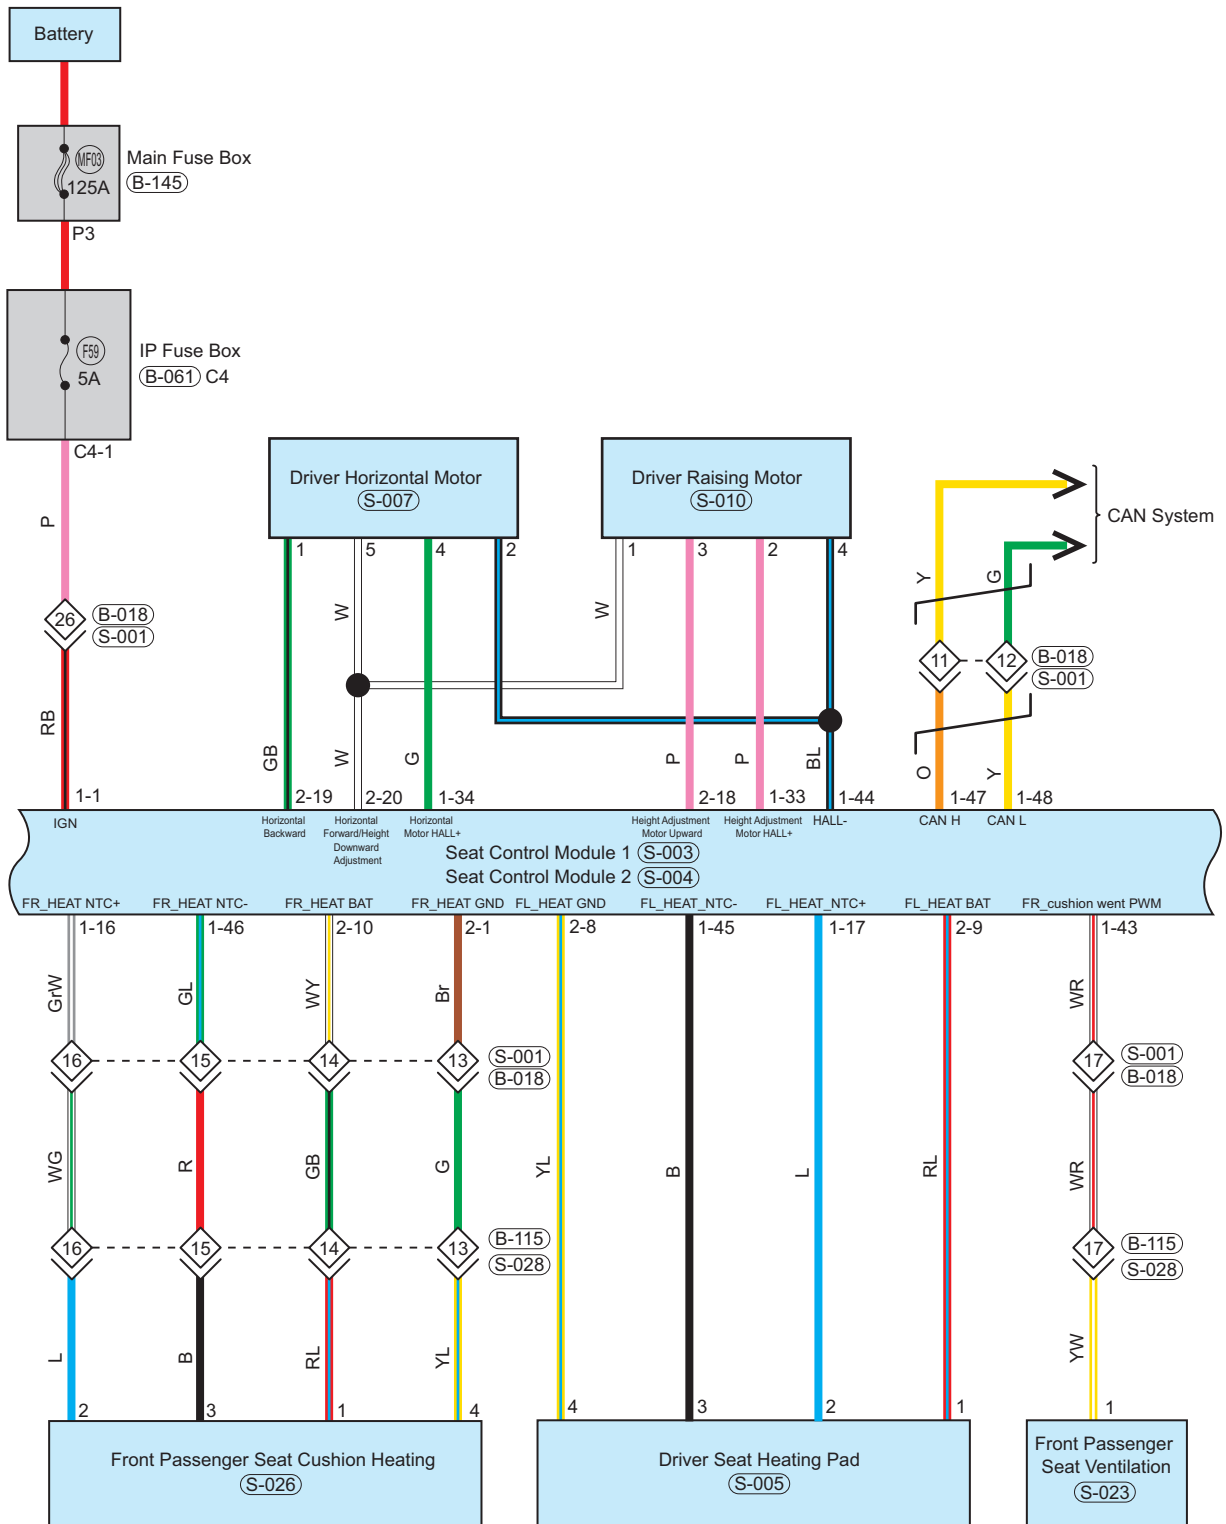 Battery
MF03
125A
Main Fuse Box
B-145
P3
F59
5A
IP Fuse Box
B-061 C4
C4-1
P
26
B-018
S-001
RB
1-1
Driver Horizontal Motor
S-007
1
5
4
2
Driver Raising Motor
S-010
1
3
2
4
CAN System
Y
G
11
12
B-018
S-001
W
W
GB
W
G
P
P
BL
O
Y
2-19
2-20
1-34
2-18
1-33
1-44
1-47
1-48
IGN
Horizontal
Backward
Horizontal
Forward/Height
Downward
Adjustment
Horizontal
Motor HALL+
Height Adjustment
Motor Upward
Height Adjustment
Motor HALL+
HALL-
CAN H
CAN L
Seat Control Module 1 S-003
Seat Control Module 2 S-004
FR_HEAT NTC+
FR_HEAT NTC-
FR_HEAT BAT
FR_HEAT GND
FL_HEAT GND
FL_HEAT_NTC-
FL_HEAT_NTC+
FL_HEAT BAT
FR_cushion went PWM
1-16
1-46
2-10
2-1
2-8
1-45
1-17
2-9
1-43
GrW
GL
WY
Br
WR
16
15
14
13
S-001
B-018
17
S-001
B-018
WG
R
GB
G
YL
B
L
RL
WR
16
15
14
13
B-115
S-028
17
B-115
S-028
L
B
RL
YL
YW
2
3
1
4
4
3
2
1
1
Front Passenger Seat Cushion Heating
S-026
Driver Seat Heating Pad
S-005
Front Passenger
Seat Ventilation
S-023